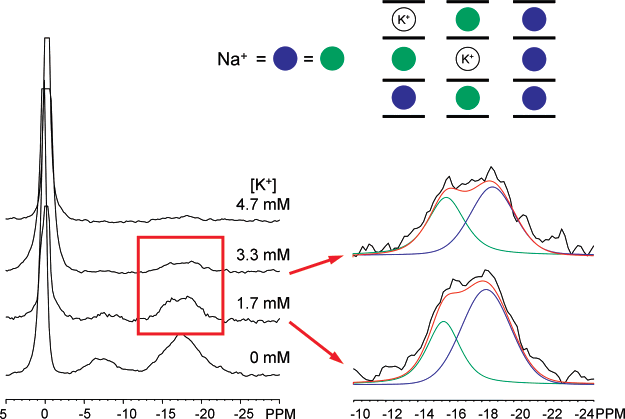 K⁺
Na⁺ = =
K⁺
[K⁺]
4.7 mM
3.3 mM
1.7 mM
0 mM
5 0 -5 -10 -15 -20 -25 PPM
-10 -12 -14 -16 -18 -20 -22 -24 PPM